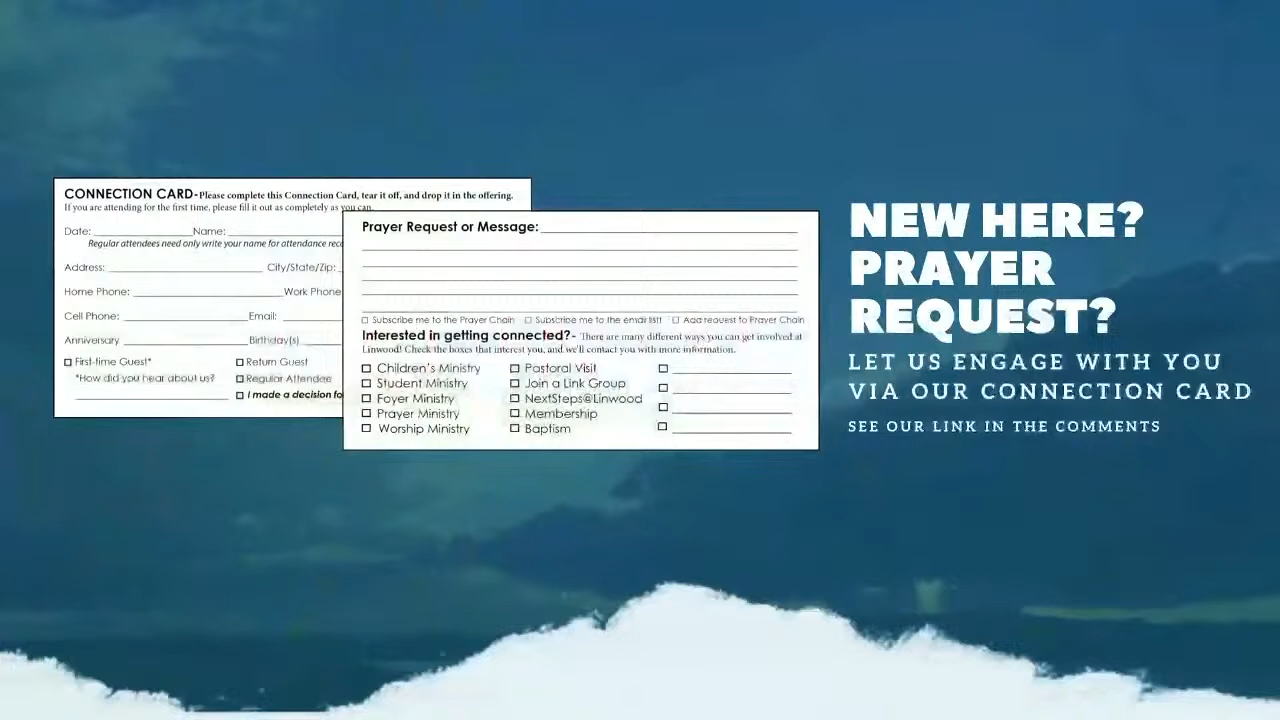 CONNECTION CARD-Please complete this Connection Card, tear it off, and drop it in the offering.
If you are attending for the first time, please fill it out as completely as you can.
Date: Name:
Regular attendees need only write your name for attendance
Address: City/State/Zip:
Home Phone: Work Phone
Cell Phone: Email:
Anniversary Birthday(s)
First-time Guest* Return Guest
*How did you hear about us? Regular Attendee
I made a decision
Prayer Request or Message:
Subscribe me to the Prayer Chain Subscribe me to the email list! Add request to Prayer Chain
Interested in getting connected?- There are many different ways you can get involved at
Linwood! Check the boxes that interest you, and we'll contact you with more information.
Children's Ministry Pastoral Visit
Student Ministry Join a Link Group
Foyer Ministry NextSteps@Linwood
Prayer Ministry Membership
Worship Ministry Baptism
NEW HERE?
PRAYER
REQUEST?
LET US ENGAGE WITH YOU
VIA OUR CONNECTION CARD
SEE OUR LINK IN THE COMMENTS